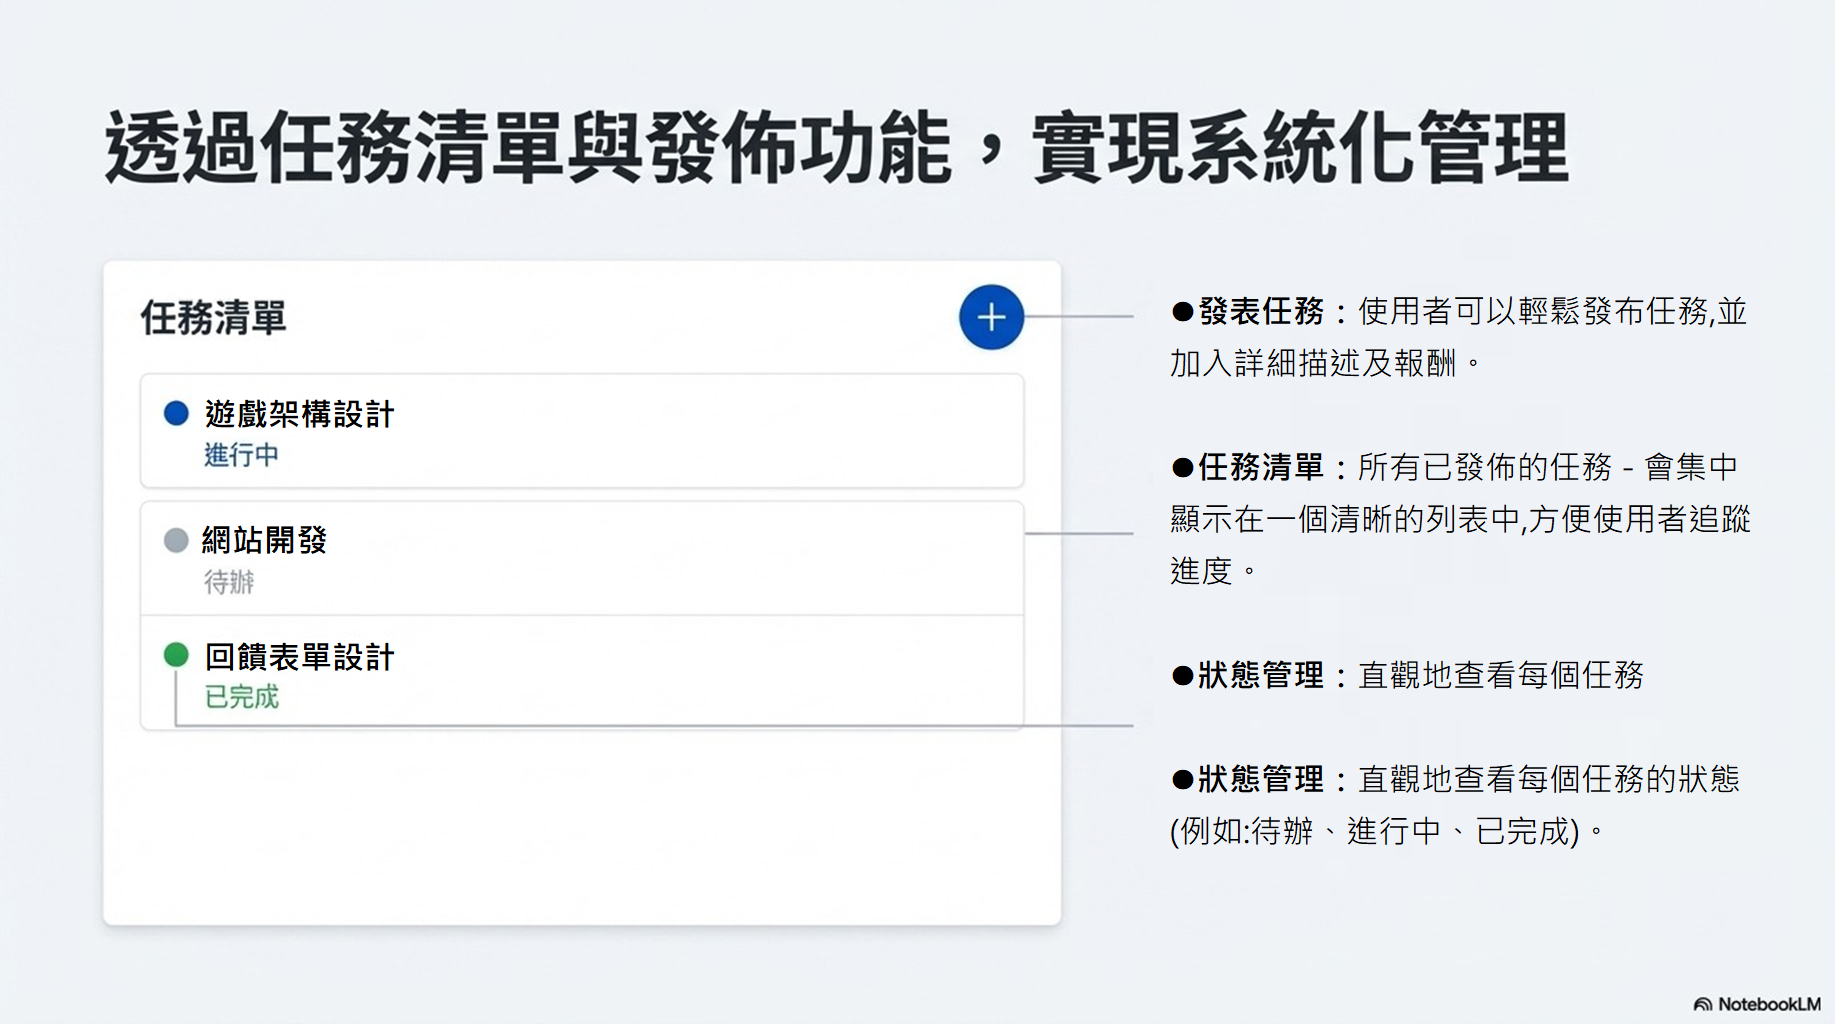 透過任務清單與發佈功能，實現系統化管理
任務清單
遊戲架構設計
進行中
網站開發
待辦
回饋表單設計
已完成
●發表任務：使用者可以輕鬆發布任務,並
加入詳細描述及報酬。
●任務清單：所有已發佈的任務 - 會集中
顯示在一個清晰的列表中,方便使用者追蹤
進度。
●狀態管理：直觀地查看每個任務
●狀態管理：直觀地查看每個任務的狀態
(例如:待辦、進行中、已完成)。
NotebookLM